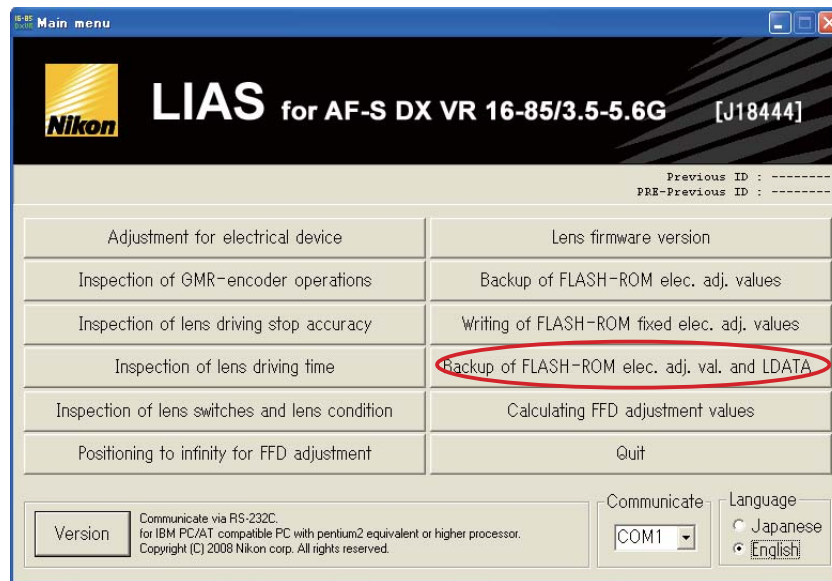 16-85
DXVR Main menu
Nikon
LIAS for AF-S DX VR 16-85/3.5-5.6G [J18444]
Previous ID : --------
PRE-Previous ID : --------
Adjustment for electrical device
Lens firmware version
Inspection of GMR-encoder operations
Backup of FLASH-ROM elec. adj. values
Inspection of lens driving stop accuracy
Writing of FLASH-ROM fixed elec. adj. values
Inspection of lens driving time
Backup of FLASH-ROM elec. adj. val. and LDATA
Inspection of lens switches and lens condition
Calculating FFD adjustment values
Positioning to infinity for FFD adjustment
Quit
Version
Communicate via RS-232C.
for IBM PC/AT compatible PC with pentium2 equivalent or higher processor.
Copyright (C) 2008 Nikon corp. All rights reserved.
Communicate
COM1
Language
Japanese
English